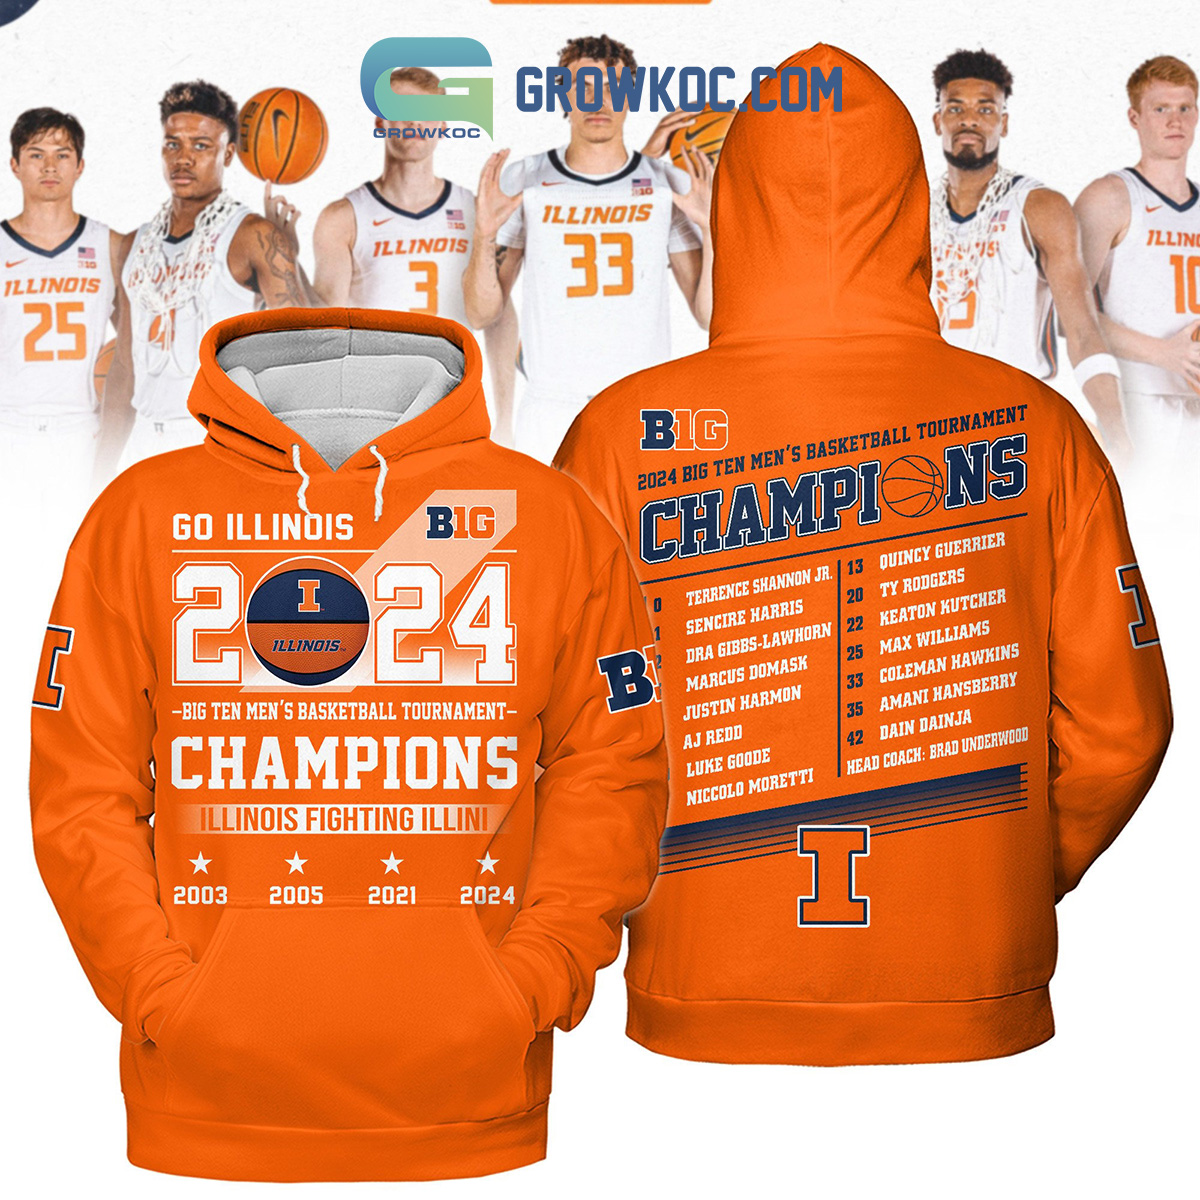 GROWKOC
GROWKOC.COM
ILLINOIS
25
ILLINOIS
3
ILLINOIS
33
10
GO ILLINOIS
B1G
2024
I
ILLINOIS
-BIG TEN MEN'S BASKETBALL TOURNAMENT-
CHAMPIONS
ILLINOIS FIGHTING ILLINI
2003 2005 2021 2024
I
B1G
2024 BIG TEN MEN'S BASKETBALL TOURNAMENT
CHAMPIONS
0 TERRENCE SHANNON JR.
1 SENCIRE HARRIS
2 DRA GIBBS-LAWHORN
MARCUS DOMASK
JUSTIN HARMON
AJ REDD
LUKE GOODE
NICCOLO MORETTI
13 QUINCY GUERRIER
20 TY RODGERS
22 KEATON KUTCHER
25 MAX WILLIAMS
33 COLEMAN HAWKINS
35 AMANI HANSBERRY
42 DAIN DAINJA
HEAD COACH: BRAD UNDERWOOD
B1
I
I